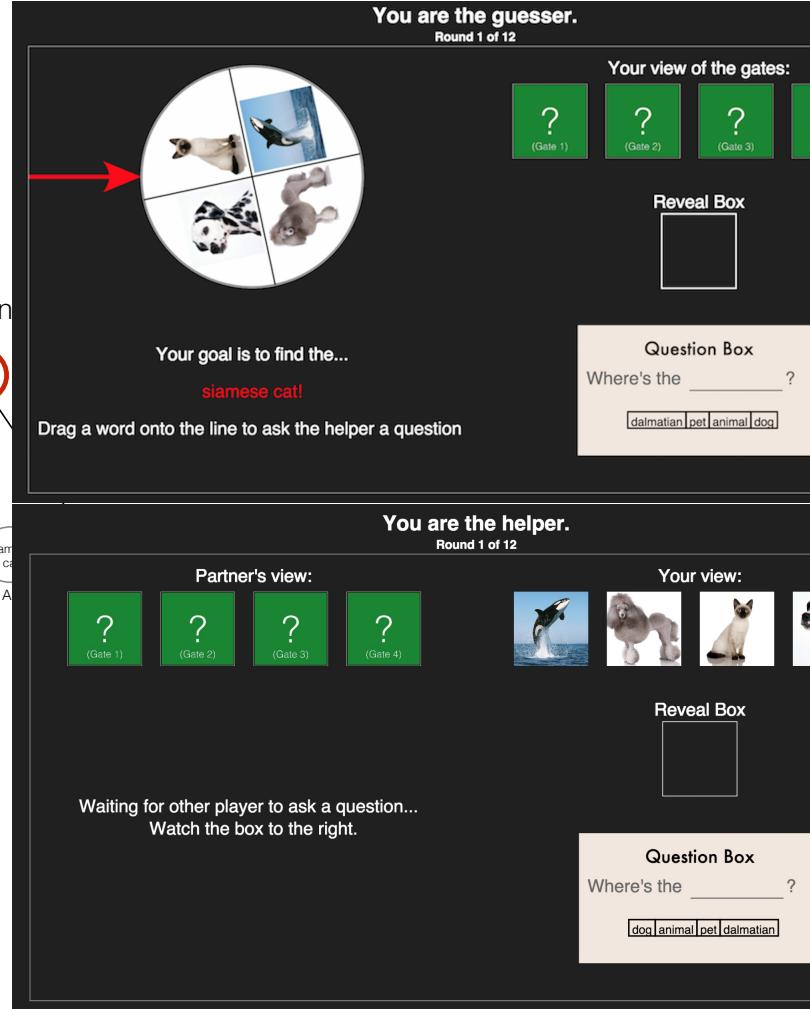 You are the guesser.
Round 1 of 12
Your view of the gates:
? ? ?
(Gate 1) (Gate 2) (Gate 3)
Reveal Box
Your goal is to find the...
siamese cat!
Drag a word onto the line to ask the helper a question
Question Box
Where's the ___________ ?
dalmatian pet animal dog
You are the helper.
Round 1 of 12
Partner's view:
Your view:
? ? ? ?
(Gate 1) (Gate 2) (Gate 3) (Gate 4)
Reveal Box
Waiting for other player to ask a question...
Watch the box to the right.
Question Box
Where's the ___________ ?
dog animal pet dalmatian